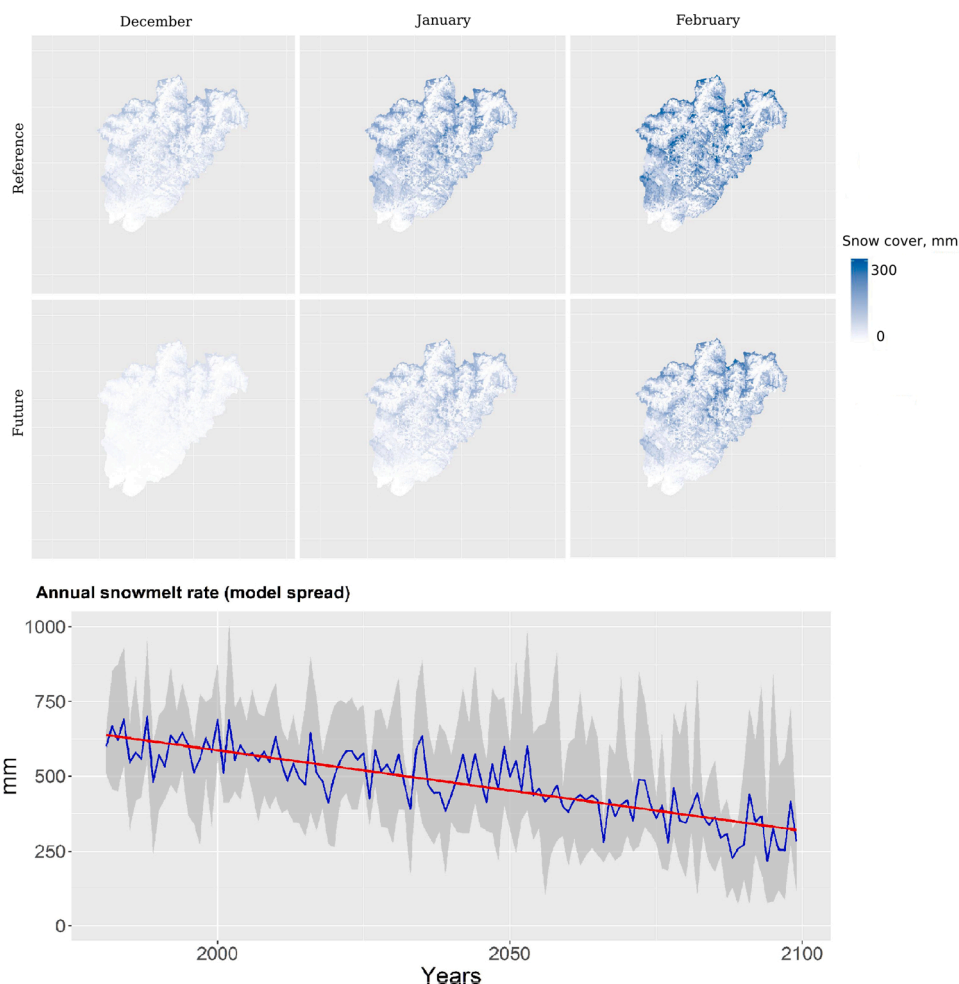 December
January
February
Reference
Snow cover, mm
300
0
Future
Annual snowmelt rate (model spread)
1000
750
500
250
0
mm
2000
2050
2100
Years